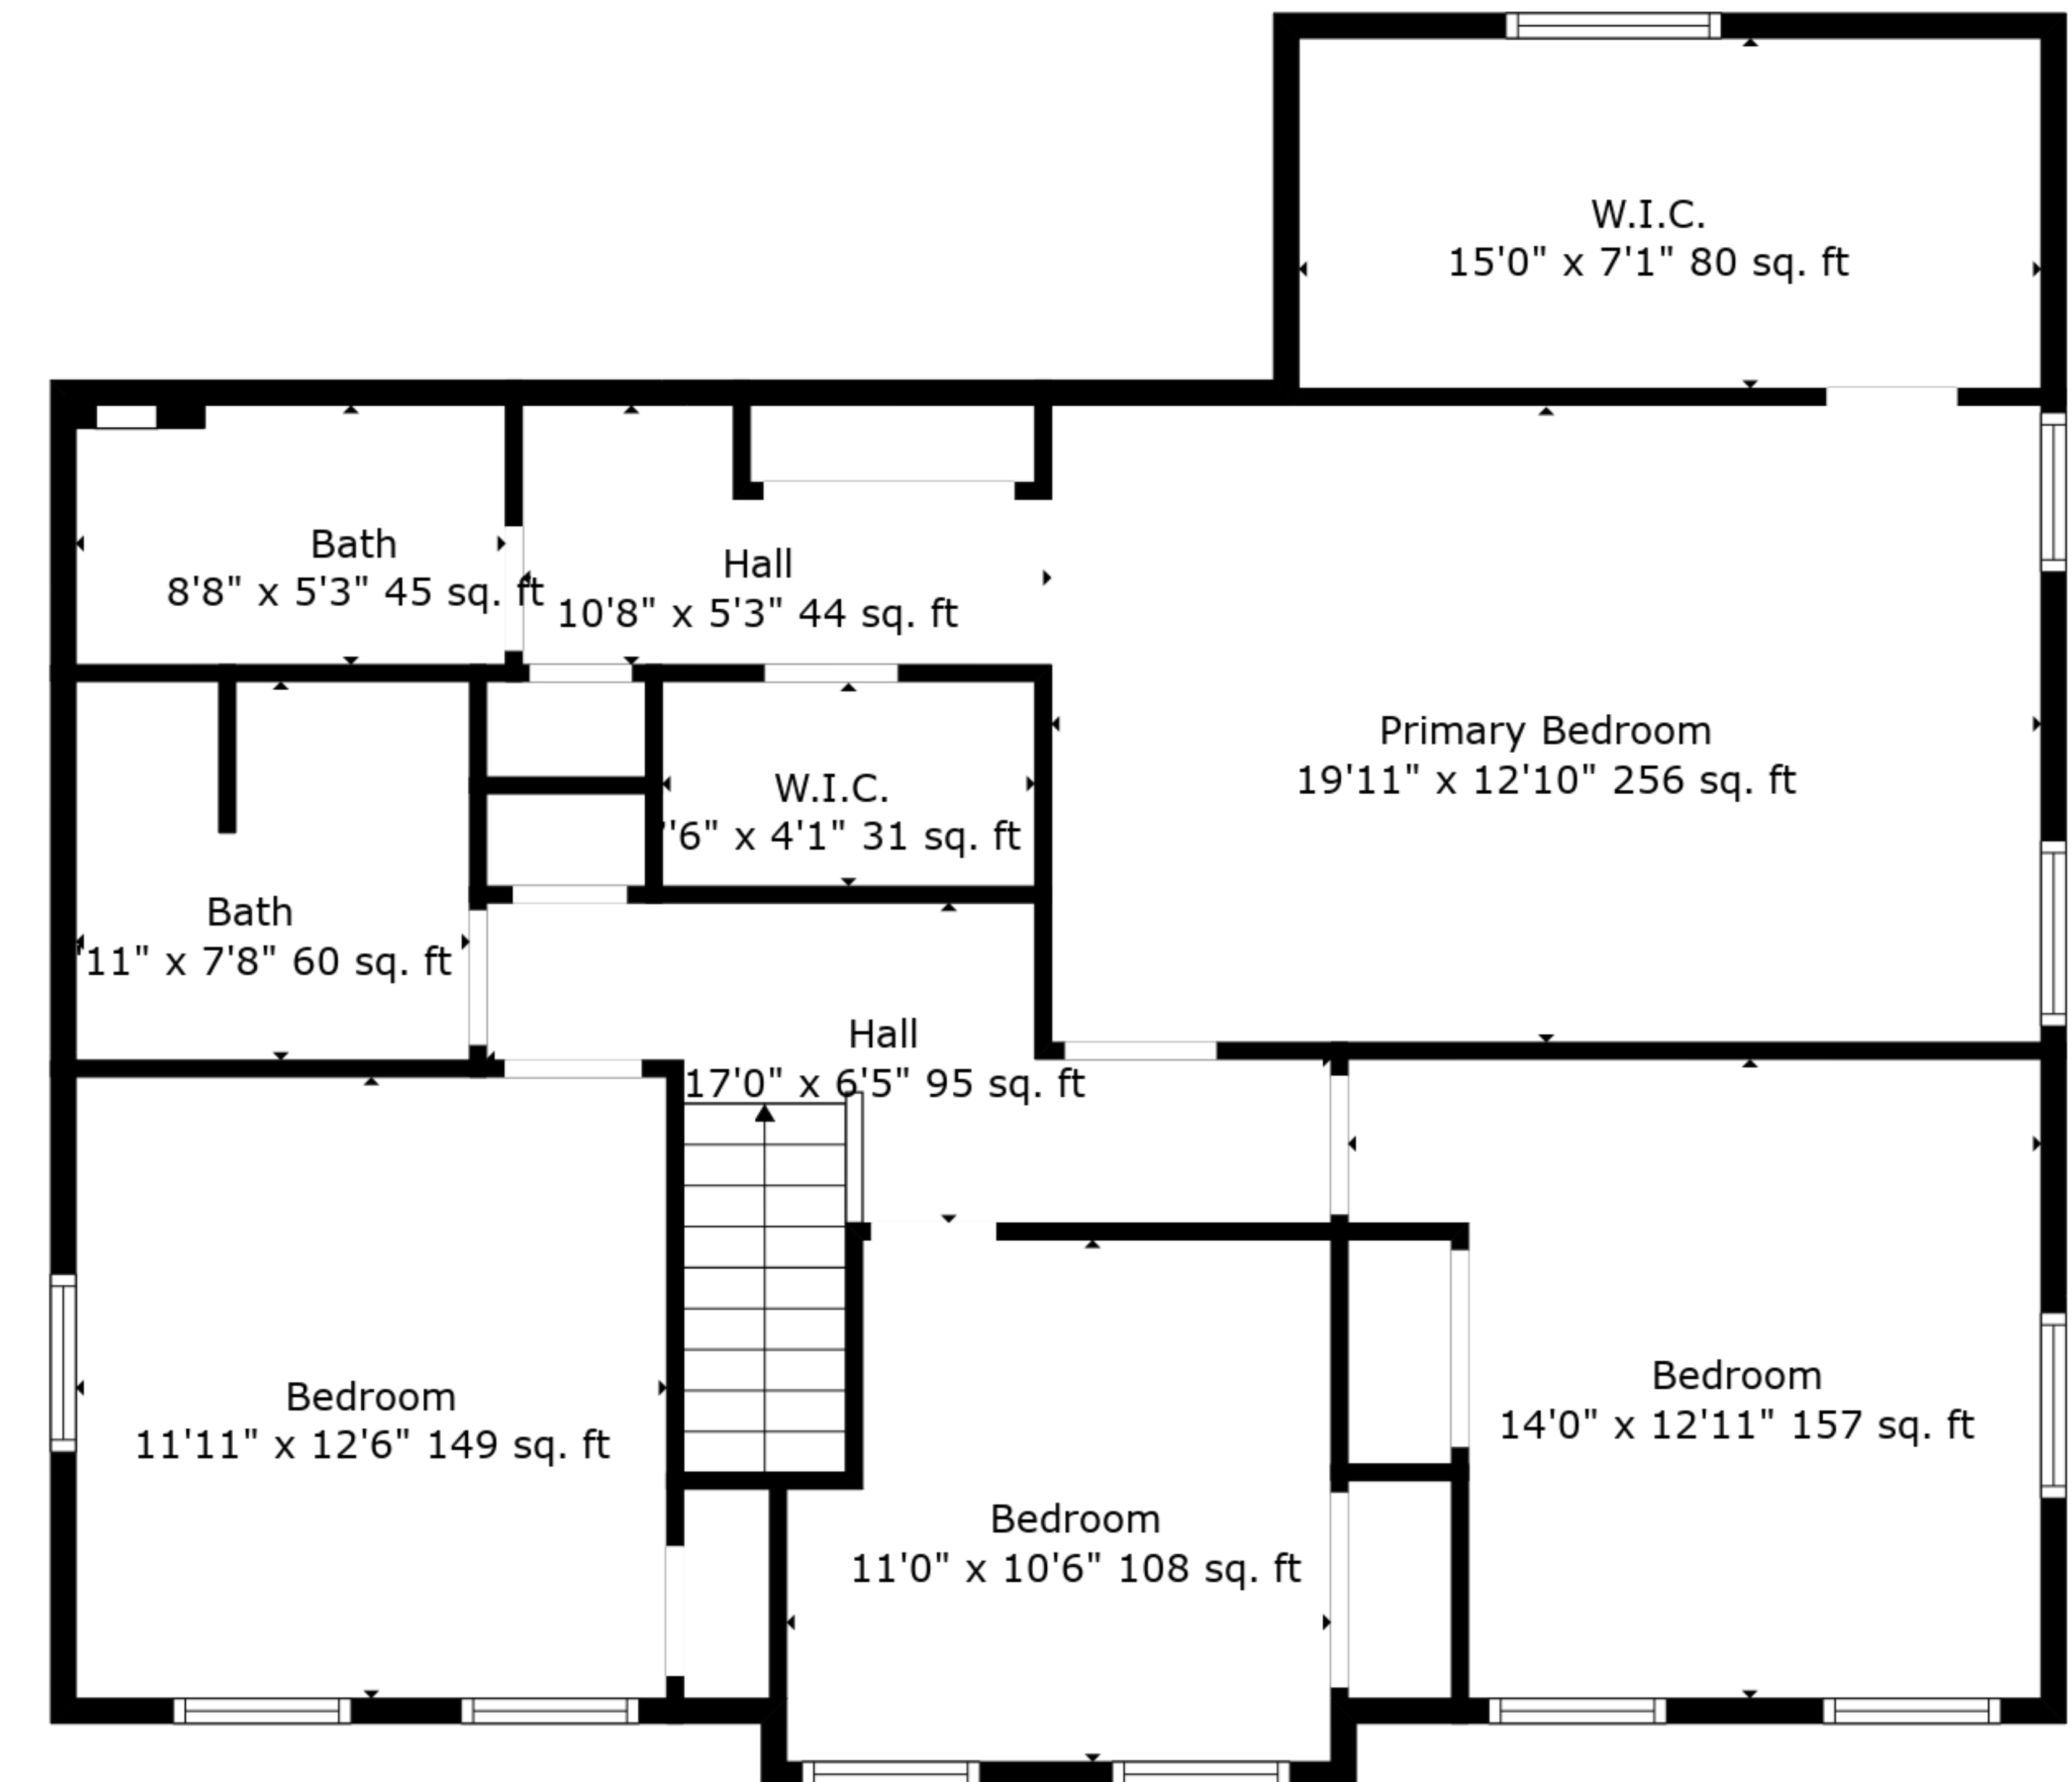 W.I.C.
15'0" x 7'1" 80 sq. ft
Bath
8'8" x 5'3" 45 sq. ft
Hall
10'8" x 5'3" 44 sq. ft
Primary Bedroom
19'11" x 12'10" 256 sq. ft
W.I.C.
'6" x 4'1" 31 sq. ft
Bath
'11" x 7'8" 60 sq. ft
Hall
17'0" x 6'5" 95 sq. ft
Bedroom
11'11" x 12'6" 149 sq. ft
Bedroom
14'0" x 12'11" 157 sq. ft
Bedroom
11'0" x 10'6" 108 sq. ft